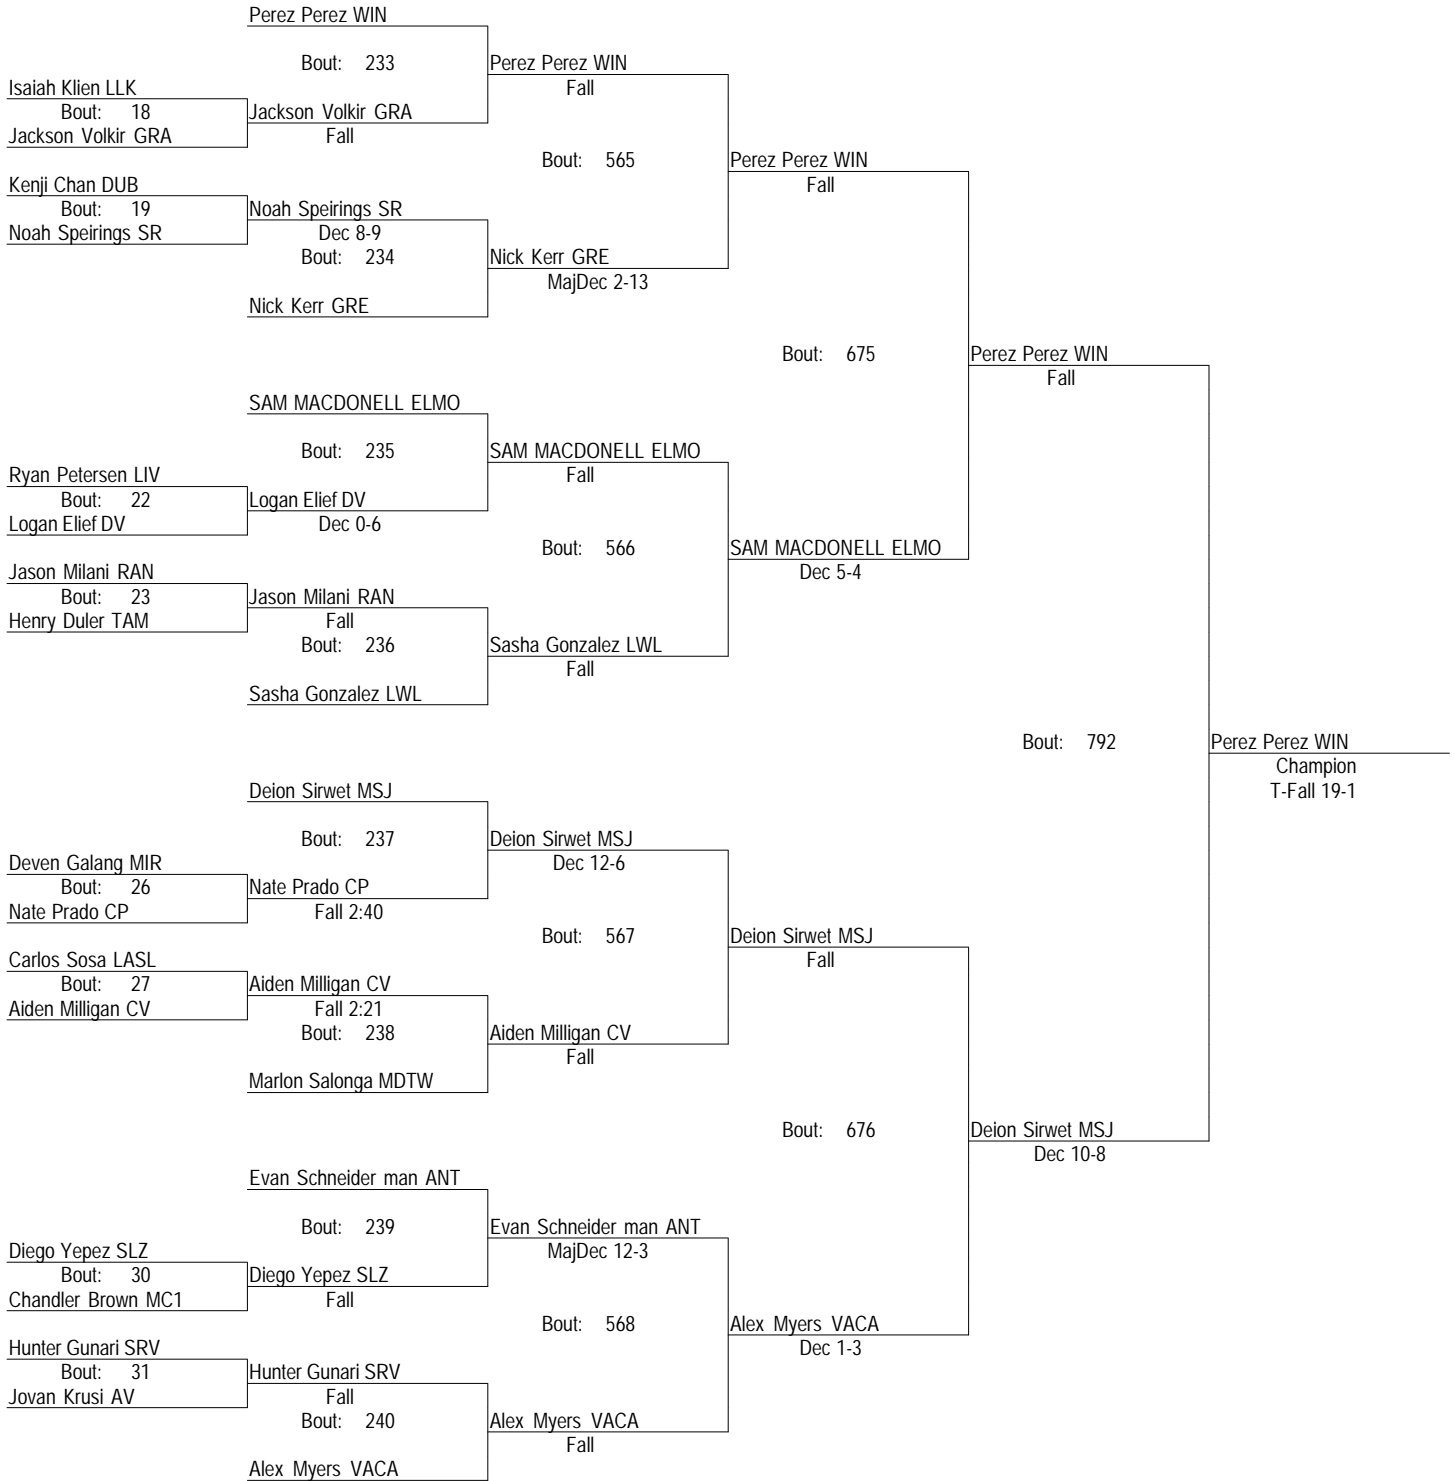 Perez Perez WIN
Bout: 233
Perez Perez WIN
Fall
Isaiah Klien LLK
Bout: 18
Jackson Volkir GRA
Jackson Volkir GRA
Fall
Bout: 565
Perez Perez WIN
Fall
Kenji Chan DUB
Bout: 19
Noah Speirings SR
Noah Speirings SR
Dec 8-9
Bout: 234
Nick Kerr GRE
MajDec 2-13
Nick Kerr GRE
Bout: 675
Perez Perez WIN
Fall
SAM MACDONELL ELMO
Bout: 235
SAM MACDONELL ELMO
Fall
Ryan Petersen LIV
Bout: 22
Logan Elief DV
Logan Elief DV
Dec 0-6
Bout: 566
SAM MACDONELL ELMO
Dec 5-4
Jason Milani RAN
Bout: 23
Henry Duler TAM
Jason Milani RAN
Fall
Bout: 236
Sasha Gonzalez LWL
Fall
Sasha Gonzalez LWL
Bout: 792
Perez Perez WIN
Champion
T-Fall 19-1
Deion Sirwet MSJ
Bout: 237
Deion Sirwet MSJ
Dec 12-6
Deven Galang MIR
Bout: 26
Nate Prado CP
Nate Prado CP
Fall 2:40
Bout: 567
Deion Sirwet MSJ
Fall
Carlos Sosa LASL
Bout: 27
Aiden Milligan CV
Aiden Milligan CV
Fall 2:21
Bout: 238
Aiden Milligan CV
Fall
Marlon Salonga MDTW
Bout: 676
Deion Sirwet MSJ
Dec 10-8
Evan Schneider man ANT
Bout: 239
Evan Schneider man ANT
MajDec 12-3
Diego Yepez SLZ
Bout: 30
Chandler Brown MC1
Diego Yepez SLZ
Fall
Bout: 568
Alex Myers VACA
Dec 1-3
Hunter Gunari SRV
Bout: 31
Jovan Krusi AV
Hunter Gunari SRV
Fall
Bout: 240
Alex Myers VACA
Fall
Alex Myers VACA